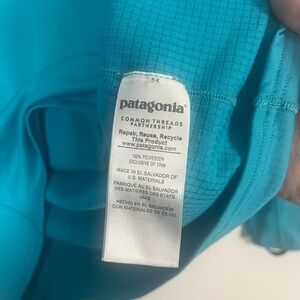 patagonia®
COMMON THREADS
PARTNERSHIP
Repair, Reuse, Recycle
This Product
www.patagonia.com
100% POLYESTER
EXCLUSIVE OF TRIM
MADE IN EL SALVADOR OF
U.S. MATERIALS
FABRIQUÉ AU EL SALVADOR
DES MATIÈRES DES ÉTATS
UNIS
HECHO EN EL SALVADOR
CON MATERIALES DE EE.UU.